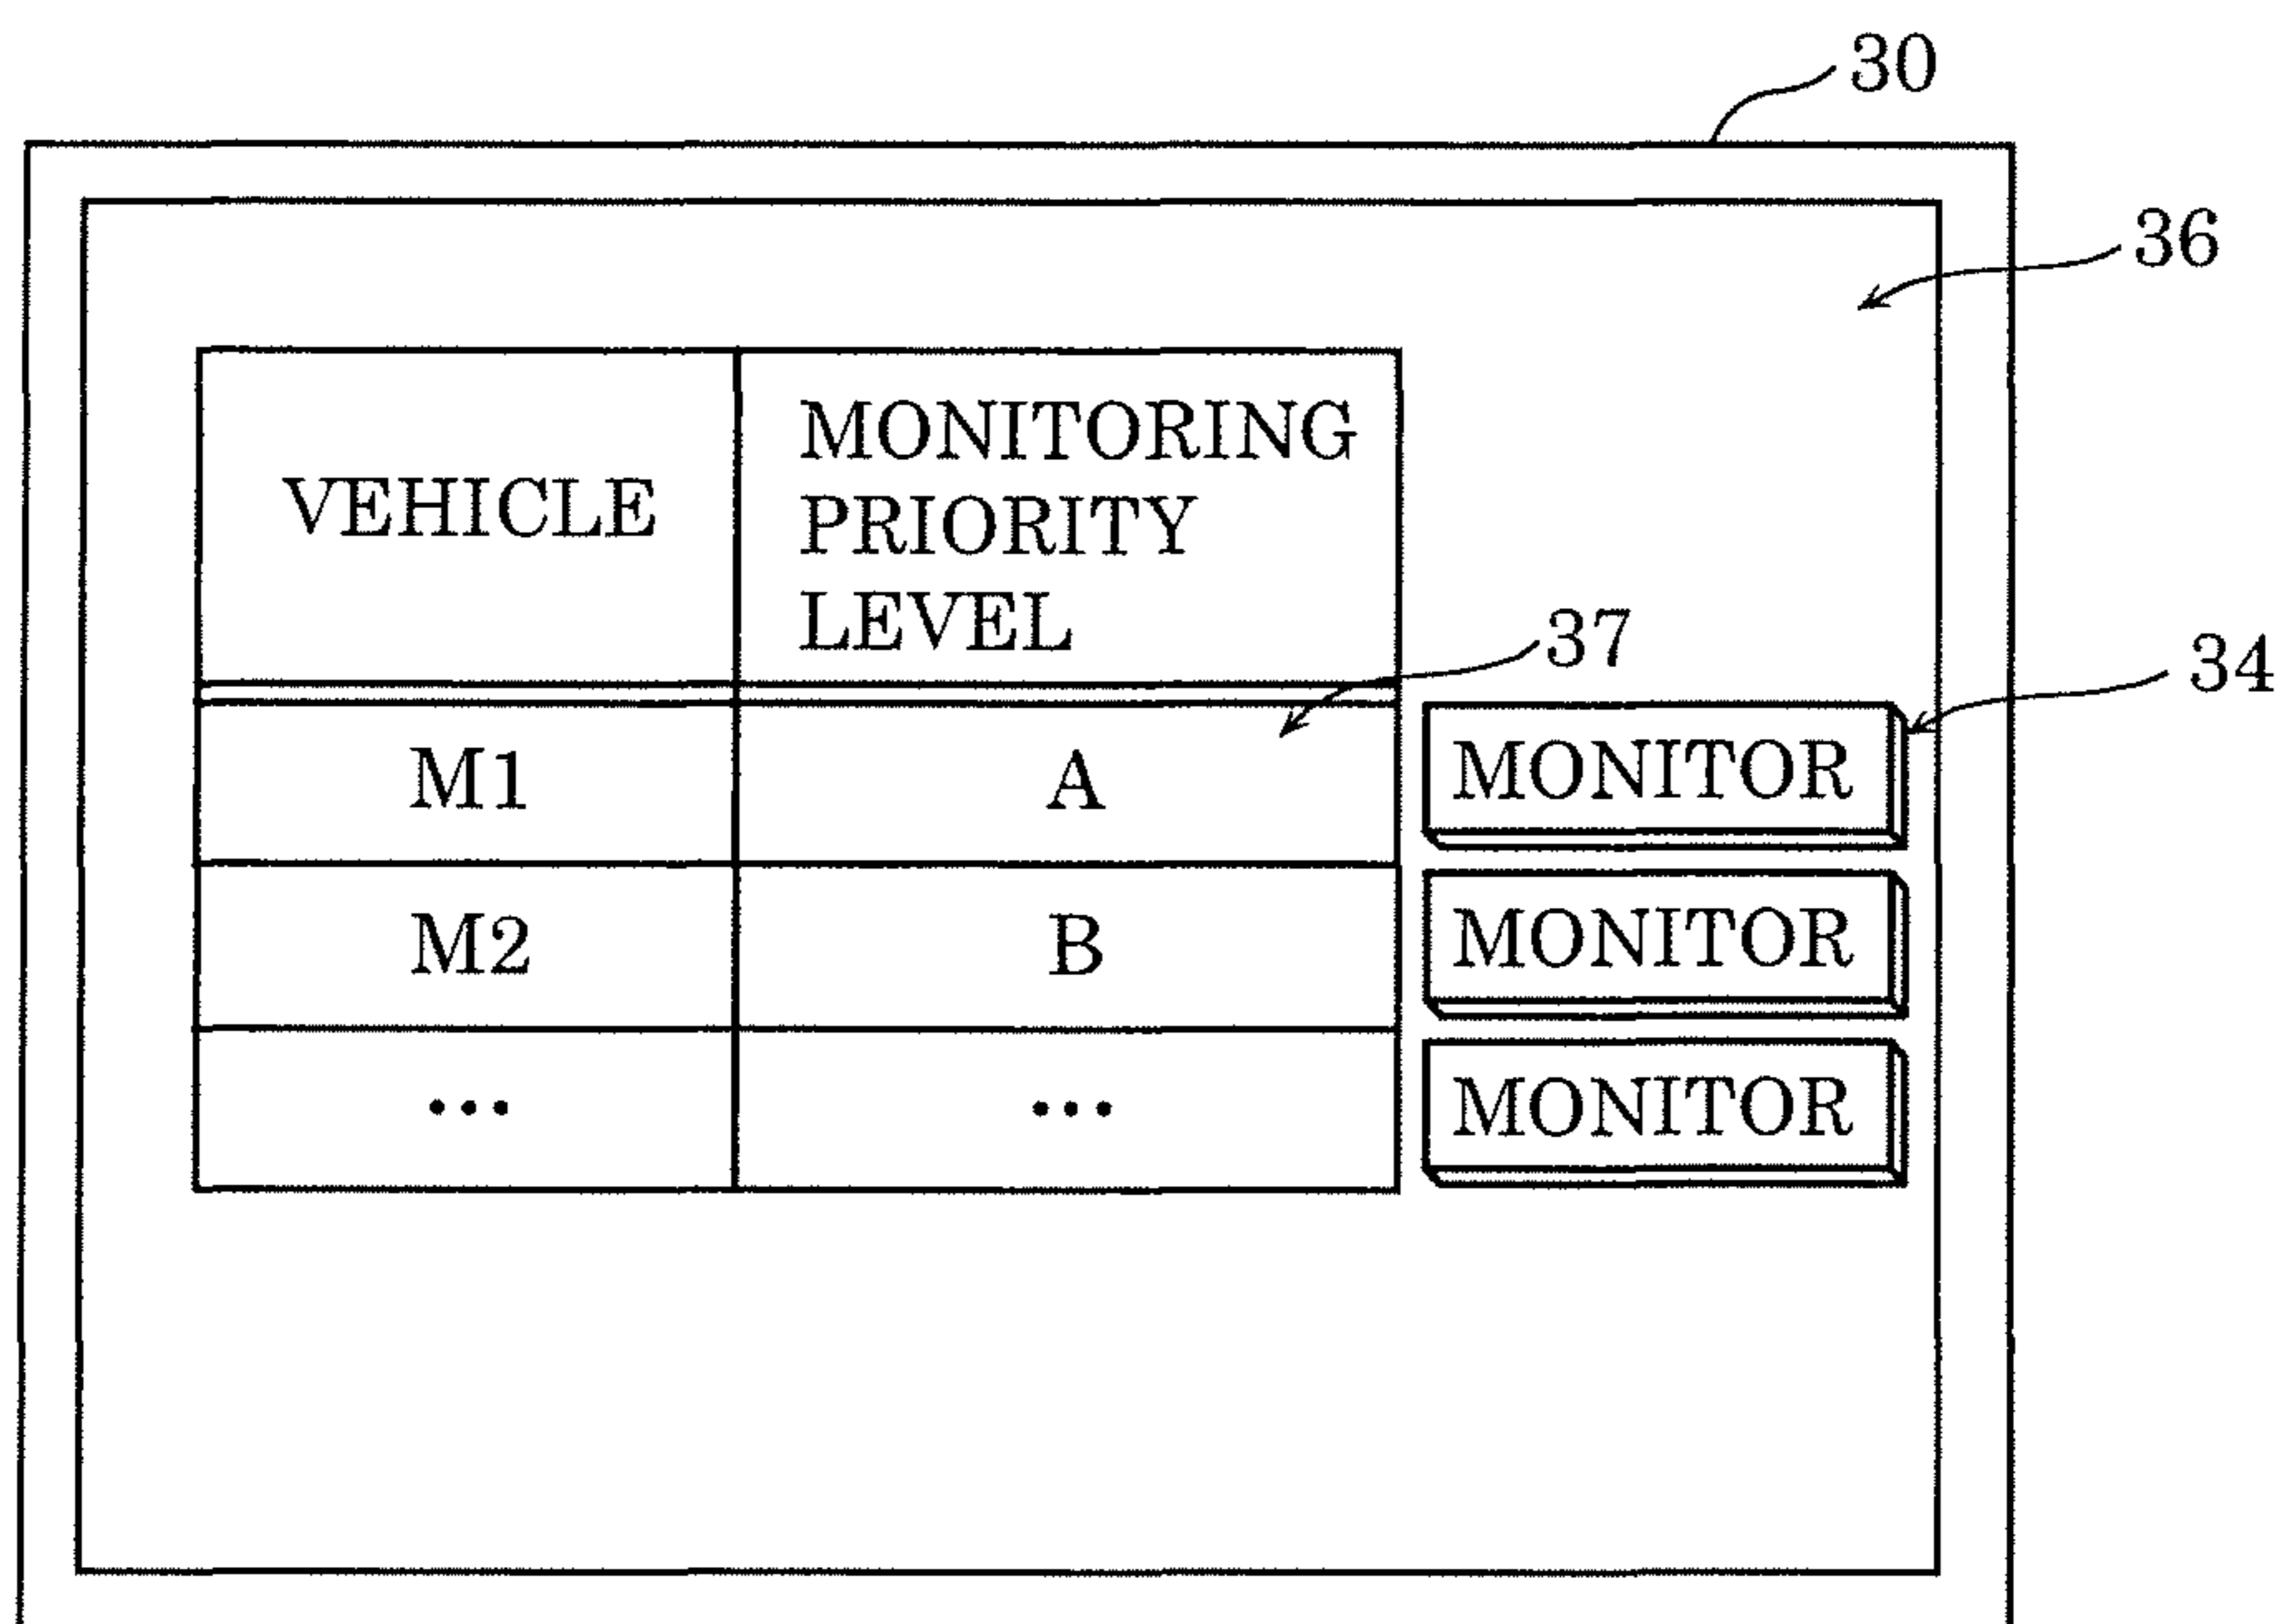 30
36
VEHICLE
MONITORING
PRIORITY
LEVEL
37
34
M1 A MONITOR
M2 B MONITOR
... ... MONITOR